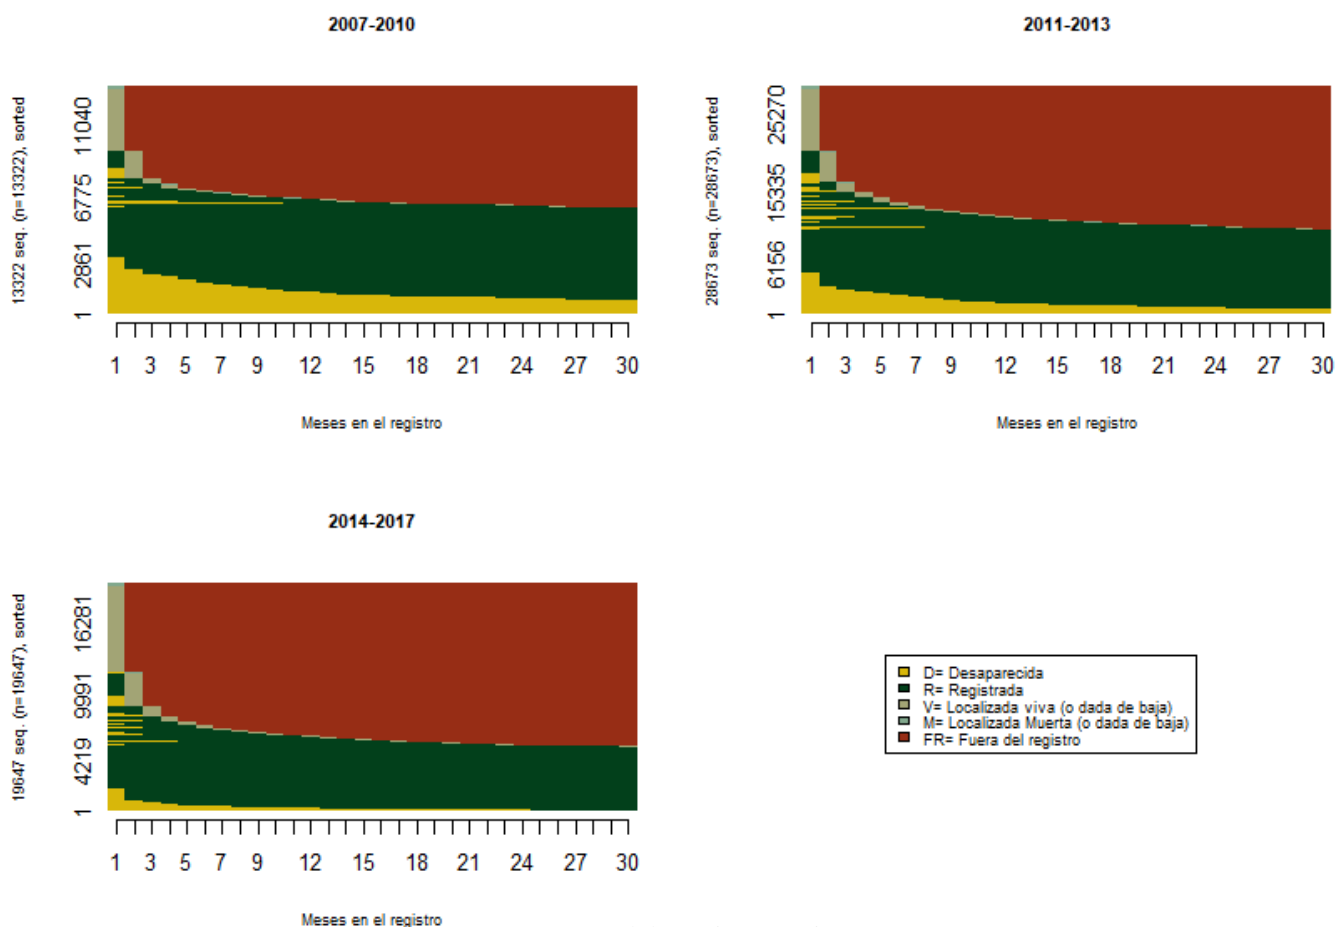 2007-2010
13322 seq. (n=13322), sorted
1 2861 6775 11040
1 3 5 7 9 12 15 18 21 24 27 30
Meses en el registro
2011-2013
28673 seq. (n=28673), sorted
1 6156 15335 25270
1 3 5 7 9 12 15 18 21 24 27 30
Meses en el registro
2014-2017
19647 seq. (n=19647), sorted
1 4219 9991 16281
1 3 5 7 9 12 15 18 21 24 27 30
Meses en el registro
D= Desaparecida
R= Registrada
V= Localizada viva (o dada de baja)
M= Localizada Muerta (o dada de baja)
FR= Fuera del registro